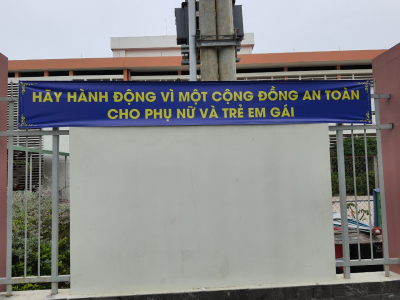 HÃY HÀNH ĐỘNG VÌ MỘT CỘNG ĐỒNG AN TOÀN
CHO PHỤ NỮ VÀ TRẺ EM GÁI